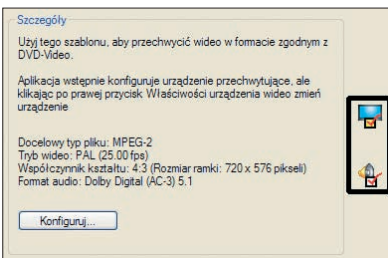 Szczegóły
Użyj tego szablonu, aby przechwycić wideo w formacie zgodnym z
DVD-Video.
Aplikacja wstępnie konfiguruje urządzenie przechwytujące, ale
klikając po prawej przycisk Właściwości urządzenia wideo zmień
urządzenie
Docelowy typ pliku: MPEG-2
Tryb wideo: PAL (25.00 fps)
Współczynnik kształtu: 4:3 (Rozmiar ramki: 720 x 576 pikseli)
Format audio: Dolby Digital (AC-3) 5.1
Konfiguruj...